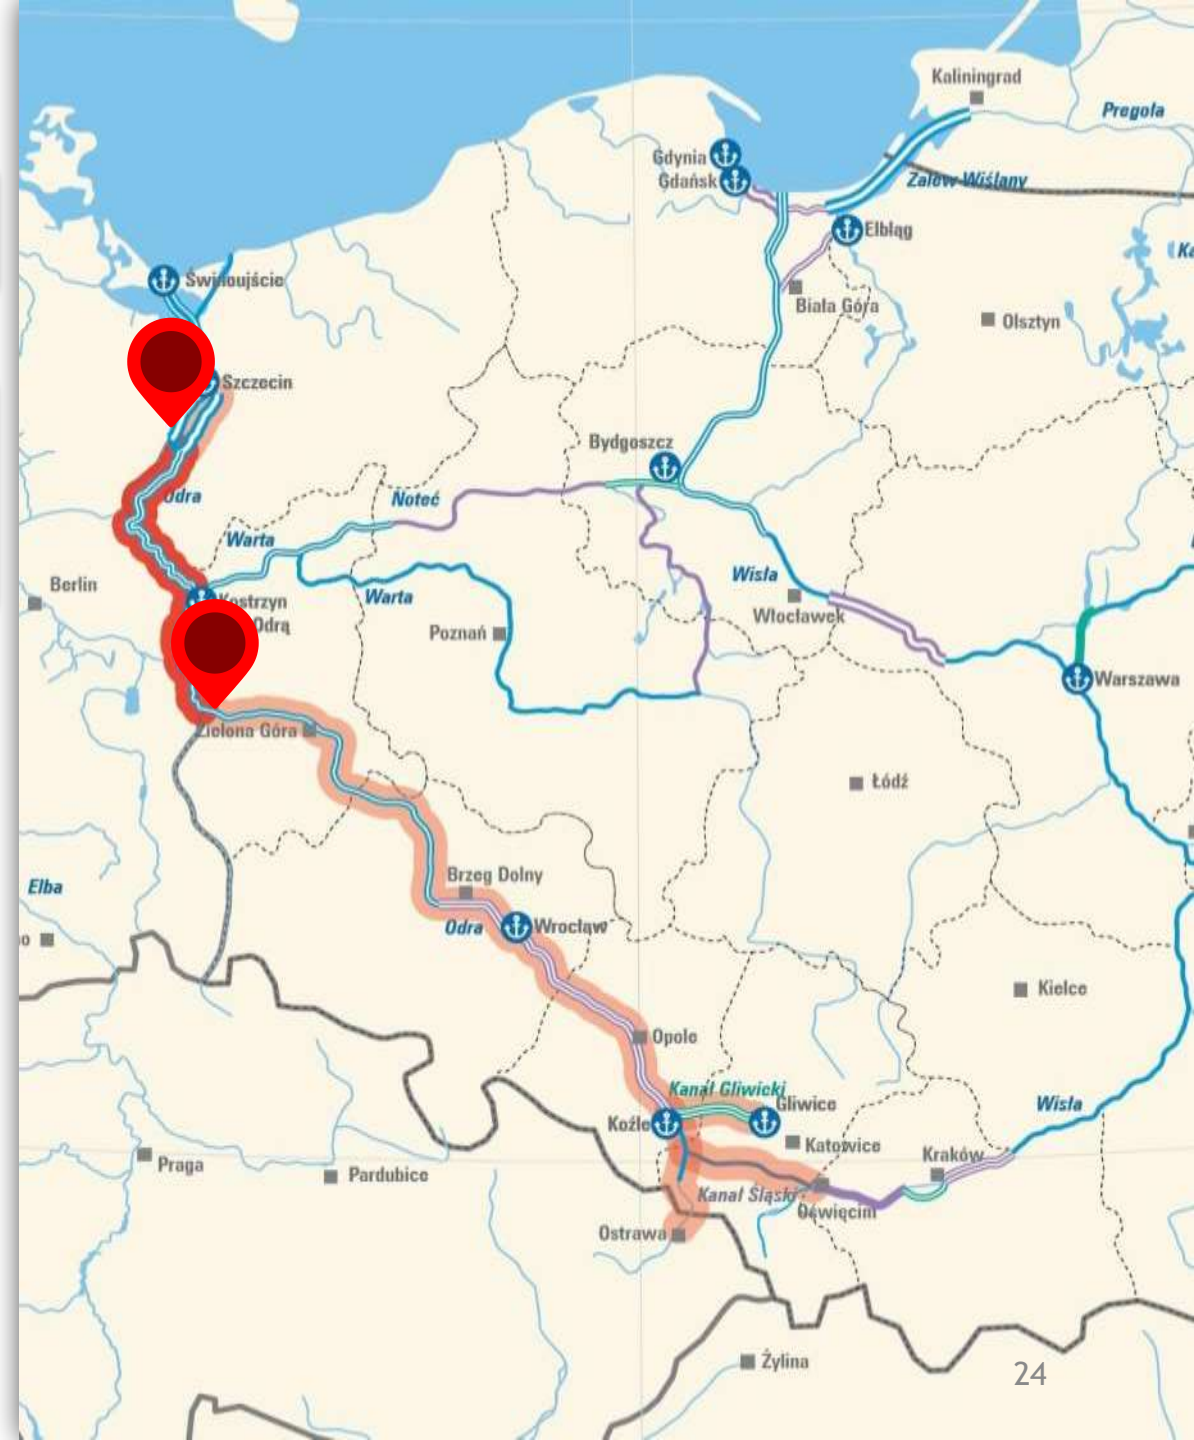 Kaliningrad
Pregoła
Gdynia
Gdańsk
Zalew Wiślany
Elbląg
Świnoujście
Biała Góra
Olsztyn
Szczecin
Bydgoszcz
Odra
Noteć
Warta
Berlin
Kostrzyn
Odrą
Warta
Wisła
Włocławek
Poznań
Warszawa
Zielona Góra
Łódź
Brzeg Dolny
Elba
Odra
Wrocław
Kielce
Opole
Kanał Gliwicki
Gliwice
Koźle
Wisła
Katowice
Kraków
Praga
Pardubice
Kanał Śląski
Oświęcim
Ostrawa
Żylina
24